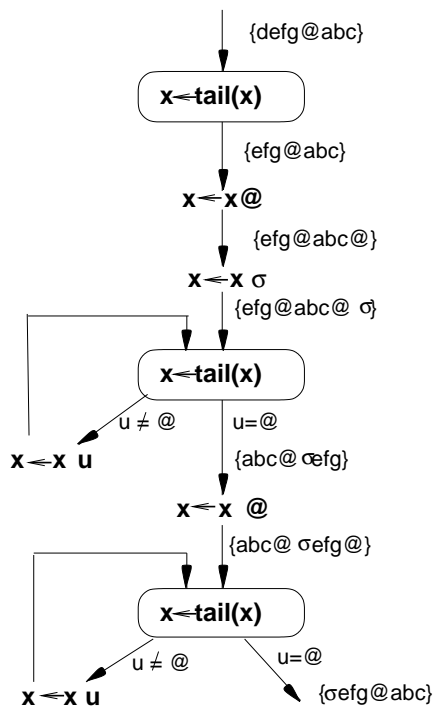 {defg@abc}
x←tail(x)
{efg@abc}
x←x@
{efg@abc@}
x←x σ
{efg@abc@ σ}
x←tail(x)
u ≠ @ u=@
x←x u
{abc@ σefg}
x←x @
{abc@ σefg@}
x←tail(x)
u ≠ @ u=@
x←x u
{σefg@abc}